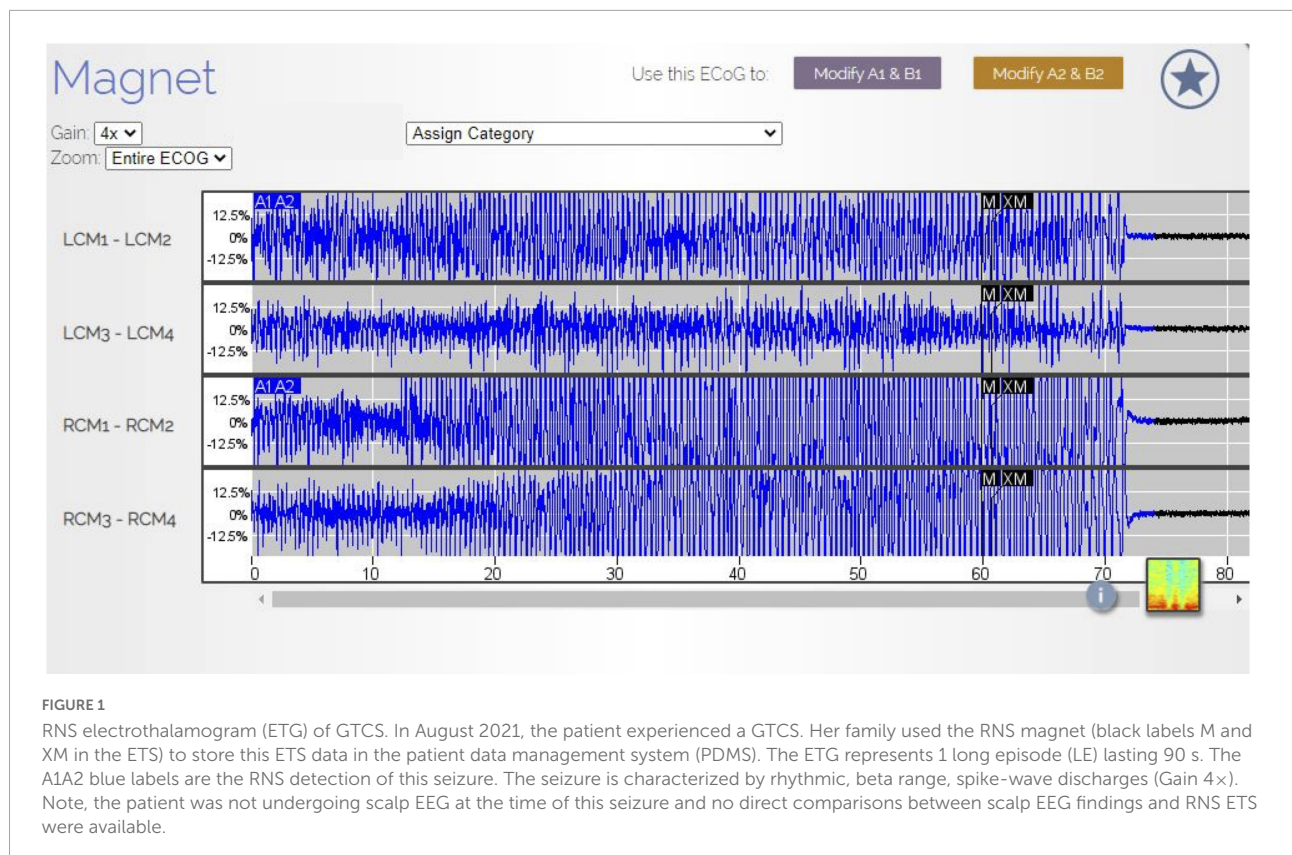 Magnet
Use this ECoG to:
Modify A1 & B1
Modify A2 & B2
Gain: 4x
Assign Category
Zoom: Entire ECOG
A1 A2
M XM
LCM1 - LCM2
12.5%
0%
-12.5%
M XM
LCM3 - LCM4
12.5%
0%
-12.5%
A1 A2
M XM
RCM1 - RCM2
12.5%
0%
-12.5%
M XM
RCM3 - RCM4
12.5%
0%
-12.5%
0 10 20 30 40 50 60 70 80
i
FIGURE 1
RNS electrothalamogram (ETG) of GTCS. In August 2021, the patient experienced a GTCS. Her family used the RNS magnet (black labels M and
XM in the ETS) to store this ETS data in the patient data management system (PDMS). The ETG represents 1 long episode (LE) lasting 90 s. The
A1A2 blue labels are the RNS detection of this seizure. The seizure is characterized by rhythmic, beta range, spike-wave discharges (Gain 4×).
Note, the patient was not undergoing scalp EEG at the time of this seizure and no direct comparisons between scalp EEG findings and RNS ETS
were available.